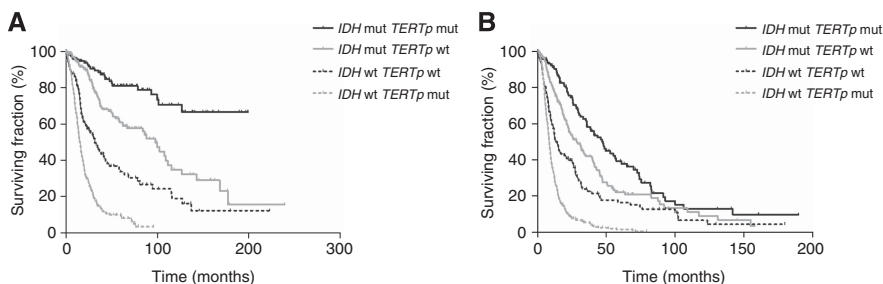 A
Surviving fraction (%)
100
80
60
40
20
0
0
100
200
300
Time (months)
IDH mut TERTp mut
IDH mut TERTp wt
IDH wt TERTp wt
IDH wt TERTp mut
B
Surviving fraction (%)
100
80
60
40
20
0
0
50
100
150
200
Time (months)
IDH mut TERTp mut
IDH mut TERTp wt
IDH wt TERTp wt
IDH wt TERTp mut